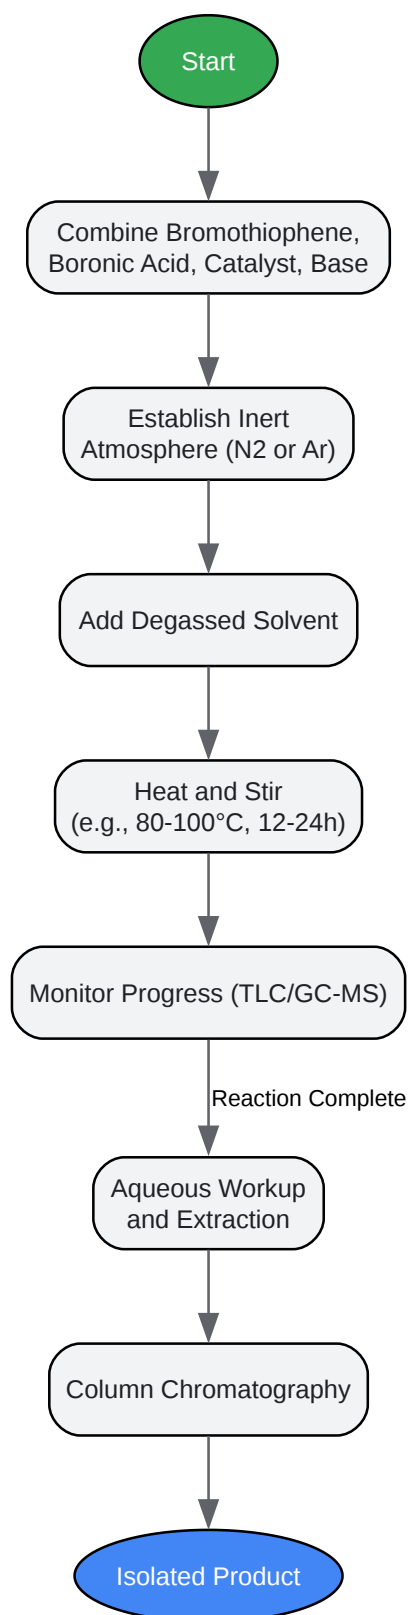 Start
Combine Bromothiophene,
Boronic Acid, Catalyst, Base
Establish Inert
Atmosphere (N2 or Ar)
Add Degassed Solvent
Heat and Stir
(e.g., 80-100°C, 12-24h)
Monitor Progress (TLC/GC-MS)
Reaction Complete
Aqueous Workup
and Extraction
Column Chromatography
Isolated Product